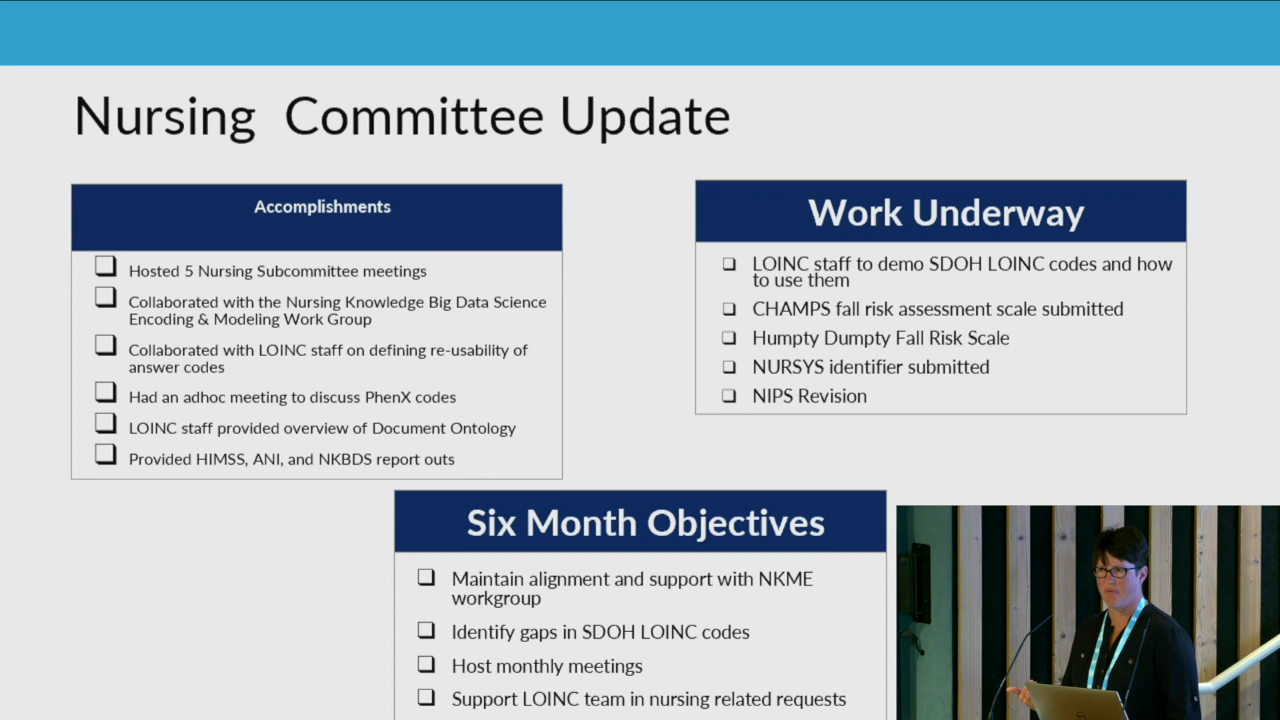 Nursing Committee Update
Accomplishments
Hosted 5 Nursing Subcommittee meetings
Collaborated with the Nursing Knowledge Big Data Science
Encoding & Modeling Work Group
Collaborated with LOINC staff on defining re-usability of
answer codes
Had an adhoc meeting to discuss PhenX codes
LOINC staff provided overview of Document Ontology
Provided HIMSS, ANI, and NKBDS report outs
Work Underway
LOINC staff to demo SDOH LOINC codes and how
to use them
CHAMPS fall risk assessment scale submitted
Humpty Dumpty Fall Risk Scale
NURSYS identifier submitted
NIPS Revision
Six Month Objectives
Maintain alignment and support with NKME
workgroup
Identify gaps in SDOH LOINC codes
Host monthly meetings
Support LOINC team in nursing related requests